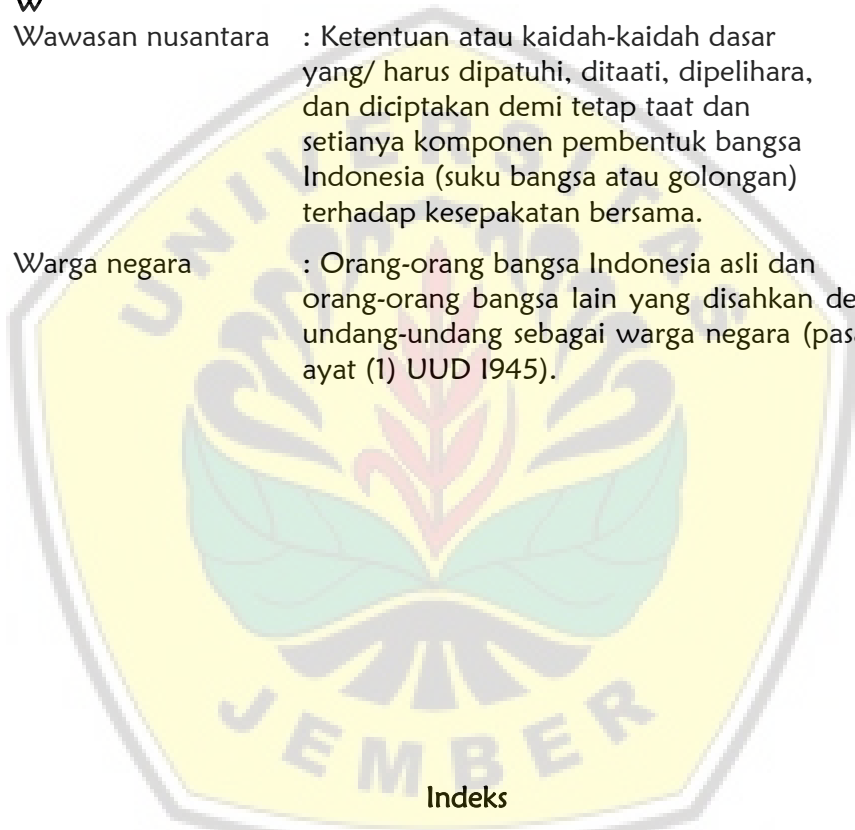 W
Wawasan nusantara : Ketentuan atau kaidah-kaidah dasar
yang/ harus dipatuhi, ditaati, dipelihara,
dan diciptakan demi tetap taat dan
setianya komponen pembentuk bangsa
Indonesia (suku bangsa atau golongan)
terhadap kesepakatan bersama.
Warga negara : Orang-orang bangsa Indonesia asli dan
orang-orang bangsa lain yang disahkan
undang-undang sebagai warga negara
ayat (1) UUD 1945).
UNIVERSITAS
JEMBER
Indeks